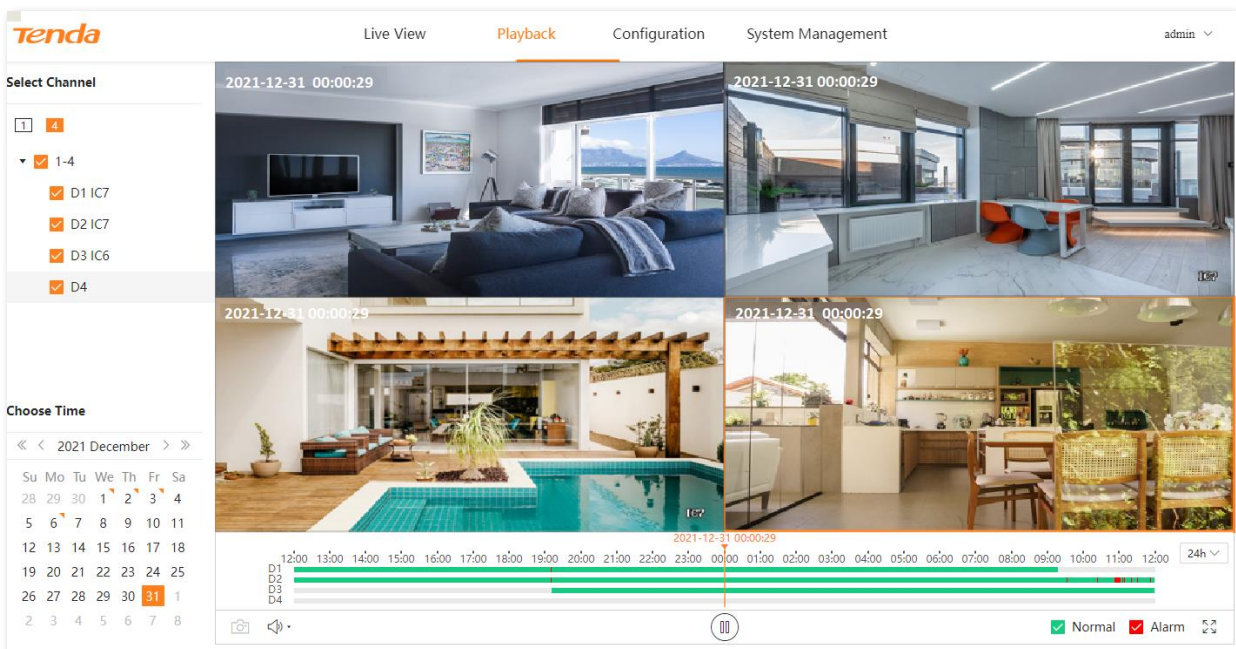 Tenda
Live View Playback Configuration System Management admin
Select Channel
1 4
1-4
D1 IC7
D2 IC7
D3 IC6
D4
2021-12-31 00:00:29
2021-12-31 00:00:29
IC7
2021-12-31 00:00:29
IC7
2021-12-31 00:00:29
Choose Time
2021 December
Su Mo Tu We Th Fr Sa
28 29 30 1 2 3 4
5 6 7 8 9 10 11
12 13 14 15 16 17 18
19 20 21 22 23 24 25
26 27 28 29 30 31 1
2 3 4 5 6 7 8
2021-12-31 00:00:29
12:00 13:00 14:00 15:00 16:00 17:00 18:00 19:00 20:00 21:00 22:00 23:00 00:00 01:00 02:00 03:00 04:00 05:00 06:00 07:00 08:00 09:00 10:00 11:00 12:00 24h
D1
D2
D3
D4
Normal Alarm